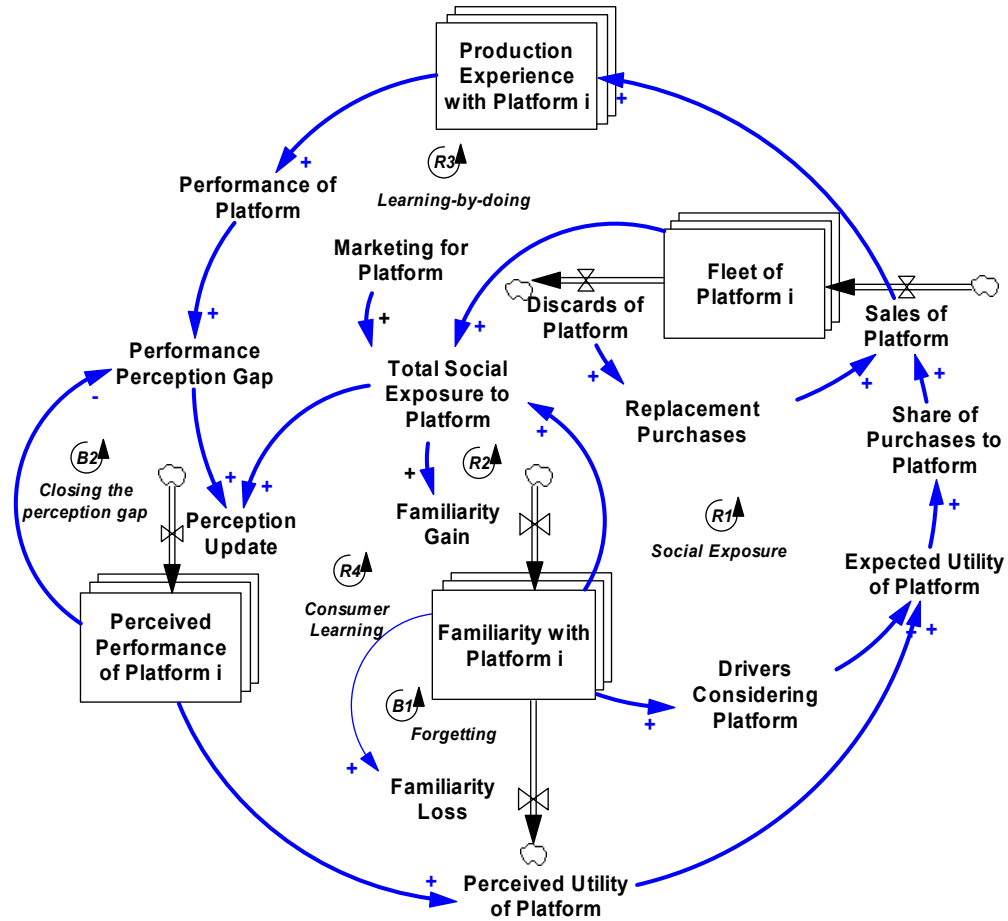 Production
Experience
with Platform i
+
R3
Learning-by-doing
+
Performance of
Platform
Marketing for
Platform
Fleet of
Platform i
Discards of
Platform
Sales of
Platform
+
+
+
Performance
Perception Gap
-
Total Social
Exposure to
Platform
+
+
+
Replacement
Purchases
Share of
Purchases to
Platform
+
B2
Closing the
perception gap
+
+
Perception
Update
+
R2
Familiarity
Gain
R1
Social Exposure
+
Expected Utility
of Platform
R4
Consumer
Learning
Perceived
Performance
of Platform i
Familiarity with
Platform i
+
+
Drivers
Considering
Platform
+
B1
Forgetting
+
Familiarity
Loss
+
Perceived Utility
of Platform